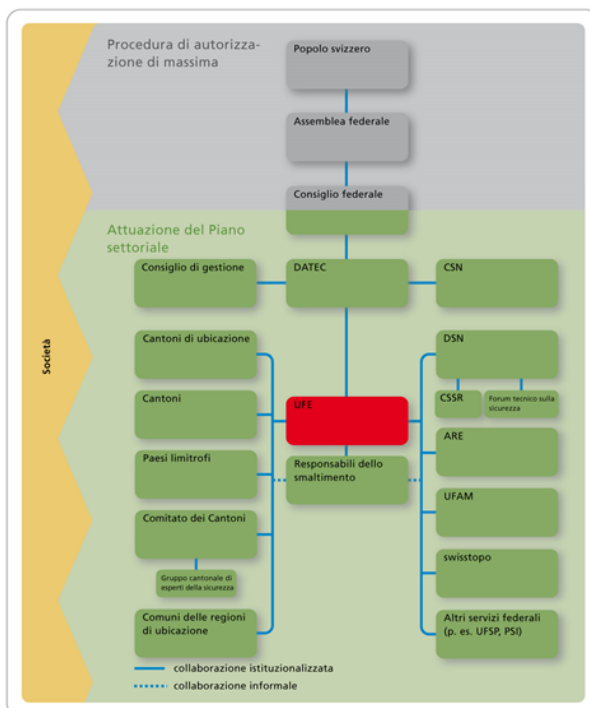 Procedura di autorizza-
zione di massima
Popolo svizzero
Assemblea federale
Consiglio federale
Attuazione del Piano
settoriale
Consiglio di gestione
DATEC
CSN
Società
Cantoni di ubicazione
DSN
CSSR
Forum tecnico sulla
sicurezza
Cantoni
UFE
ARE
Paesi limitrofi
Responsabili dello
smaltimento
UFAM
Comitato dei Cantoni
swisstopo
Gruppo cantonale di
esperti della sicurezza
Comuni delle regioni
di ubicazione
Altri servizi federali
(p. es. UFSP, PSI)
collaborazione istituzionalizzata
collaborazione informale